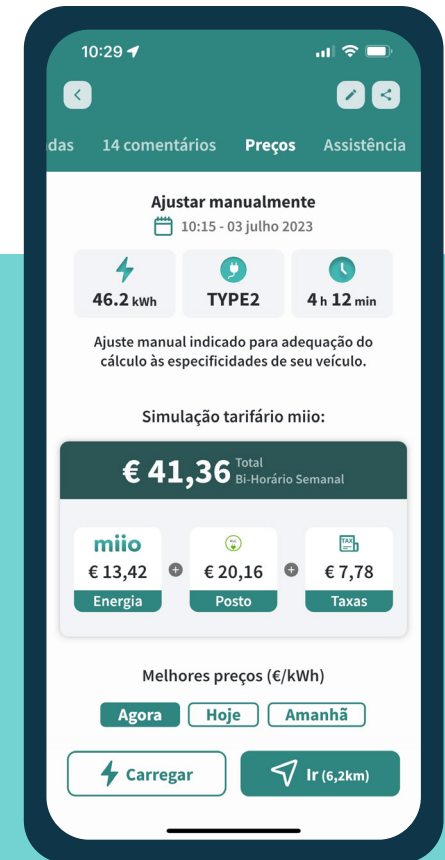 10:29
das 14 comentários Preços Assistência
Ajustar manualmente
10:15 - 03 julho 2023
46.2 kWh TYPE2 4 h 12 min
Ajuste manual indicado para adequação do
cálculo às especificidades de seu veículo.
Simulação tarifário miio:
€ 41,36 Total
Bi-Horário Semanal
miio TAX
€ 13,42 + € 20,16 + € 7,78
Energia Posto Taxas
Melhores preços (€/kWh)
Agora Hoje Amanhã
Carregar Ir (6,2km)